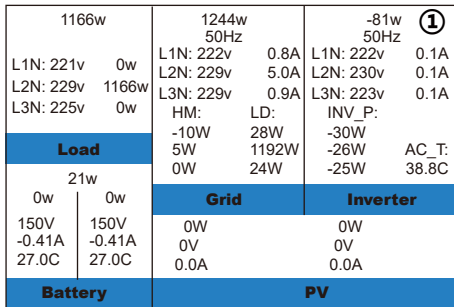 1166w
L1N: 221v 0w
L2N: 229v 1166w
L3N: 225v 0w
Load
1244w
50Hz
L1N: 222v 0.8A
L2N: 229v 5.0A
L3N: 229v 0.9A
HM: LD:
-10W 28W
5W 1192W
0W 24W
Grid
-81w ①
50Hz
L1N: 222v 0.1A
L2N: 230v 0.1A
L3N: 223v 0.1A
INV_P:
-30W
-26W AC_T:
-25W 38.8C
Inverter
21w
0w 0w
150V 150V
-0.41A -0.41A
27.0C 27.0C
Battery
0W 0W
0V 0V
0.0A 0.0A
PV